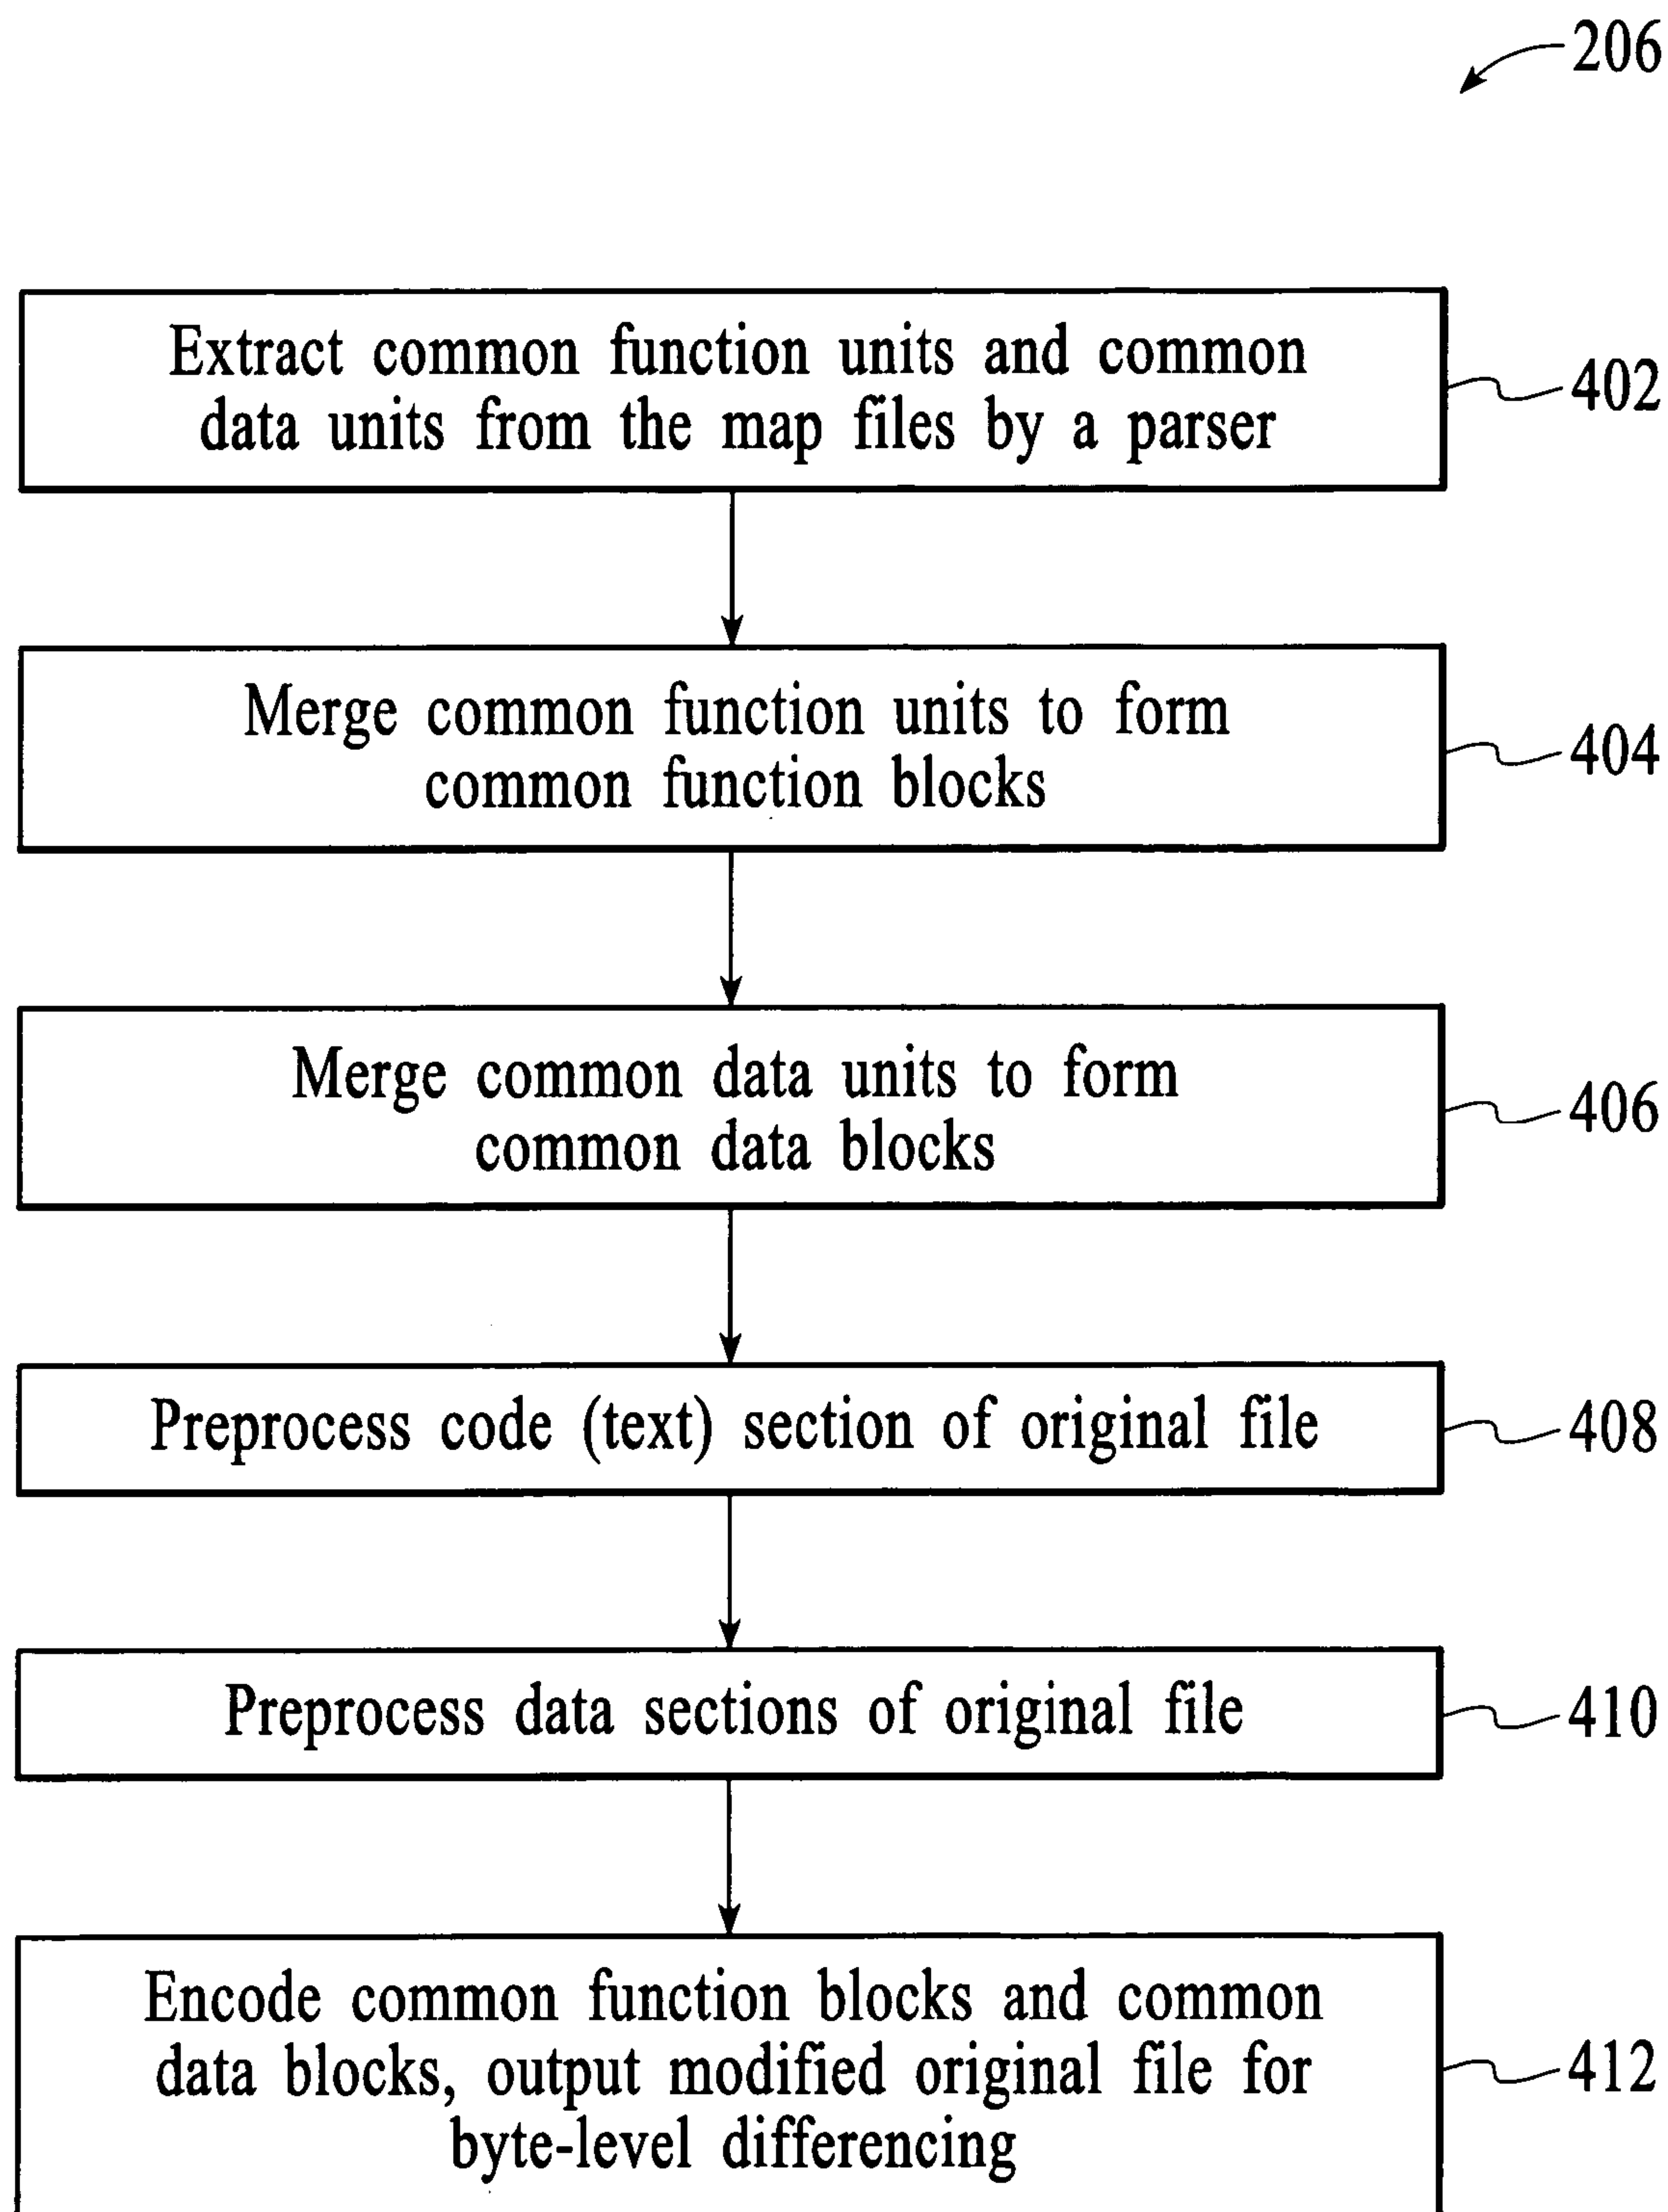 206
Extract common function units and common
data units from the map files by a parser
402
Merge common function units to form
common function blocks
404
Merge common data units to form
common data blocks
406
Preprocess code (text) section of original file
408
Preprocess data sections of original file
410
Encode common function blocks and common
data blocks, output modified original file for
byte-level differencing
412